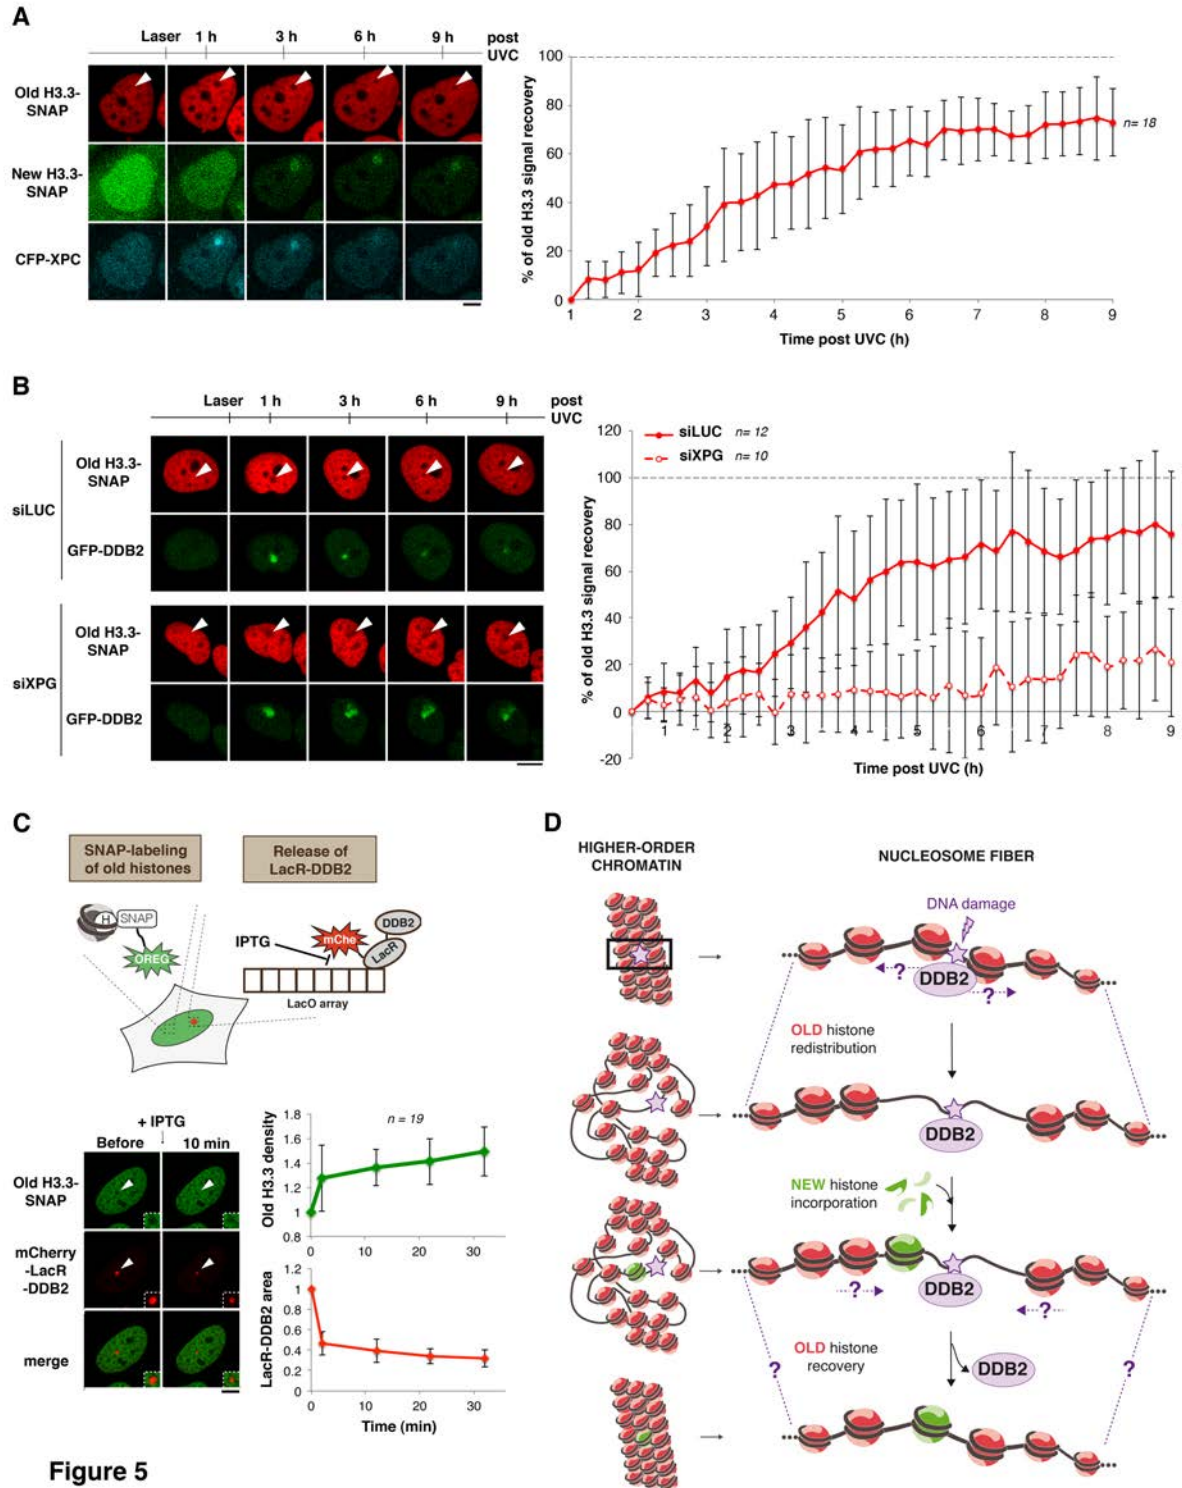 A
Laser 1 h 3 h 6 h 9 h post
UVC
Old H3.3-
SNAP
New H3.3-
SNAP
CFP-XPC
% of old H3.3 signal recovery
100
80
60
40
20
0
n= 18
1 2 3 4 5 6 7 8 9
Time post UVC (h)
B
Laser 1 h 3 h 6 h 9 h post
UVC
siLUC
Old H3.3-
SNAP
GFP-DDB2
siXPG
Old H3.3-
SNAP
GFP-DDB2
% of old H3.3 signal recovery
120
100
80
60
40
20
0
-20
siLUC n= 12
siXPG n= 10
1 2 3 4 5 6 7 8 9
Time post UVC (h)
C
SNAP-labeling
of old histones
Release of
LacR-DDB2
H SNAP
OREG
IPTG
mChe
DDB2
LacR
LacO array
+ IPTG
Before 10 min
Old H3.3-
SNAP
mCherry
-LacR
-DDB2
merge
Old H3.3 density
1.8
1.6
1.4
1.2
1
0.8
n = 19
0 10 20 30
LacR-DDB2 area
1.2
1
0.8
0.6
0.4
0.2
0
0 10 20 30
Time (min)
D
HIGHER-ORDER
CHROMATIN
NUCLEOSOME FIBER
DNA damage
?
DDB2
?
OLD histone
redistribution
DDB2
NEW histone
incorporation
DDB2
?
?
OLD histone
recovery
DDB2
?
?
Figure 5